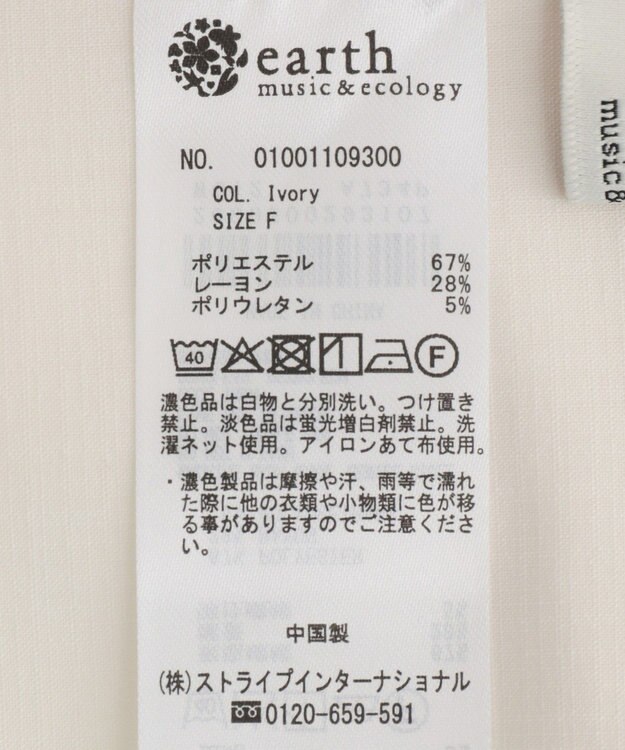 earth
music&ecology
NO. 01001109300
COL. Ivory
SIZE F
ポリエステル 67%
レーヨン 28%
ポリウレタン 5%
40
F
濃色品は白物と分別洗い。つけ置き
禁止。淡色品は蛍光増白剤禁止。洗
濯ネット使用。アイロンあて布使用。
・濃色製品は摩擦や汗、雨等で濡れ
た際に他の衣類や小物類に色が移
る事がありますのでご注意くださ
い。
中国製
(株)ストライプインターナショナル
0120-659-591
music&